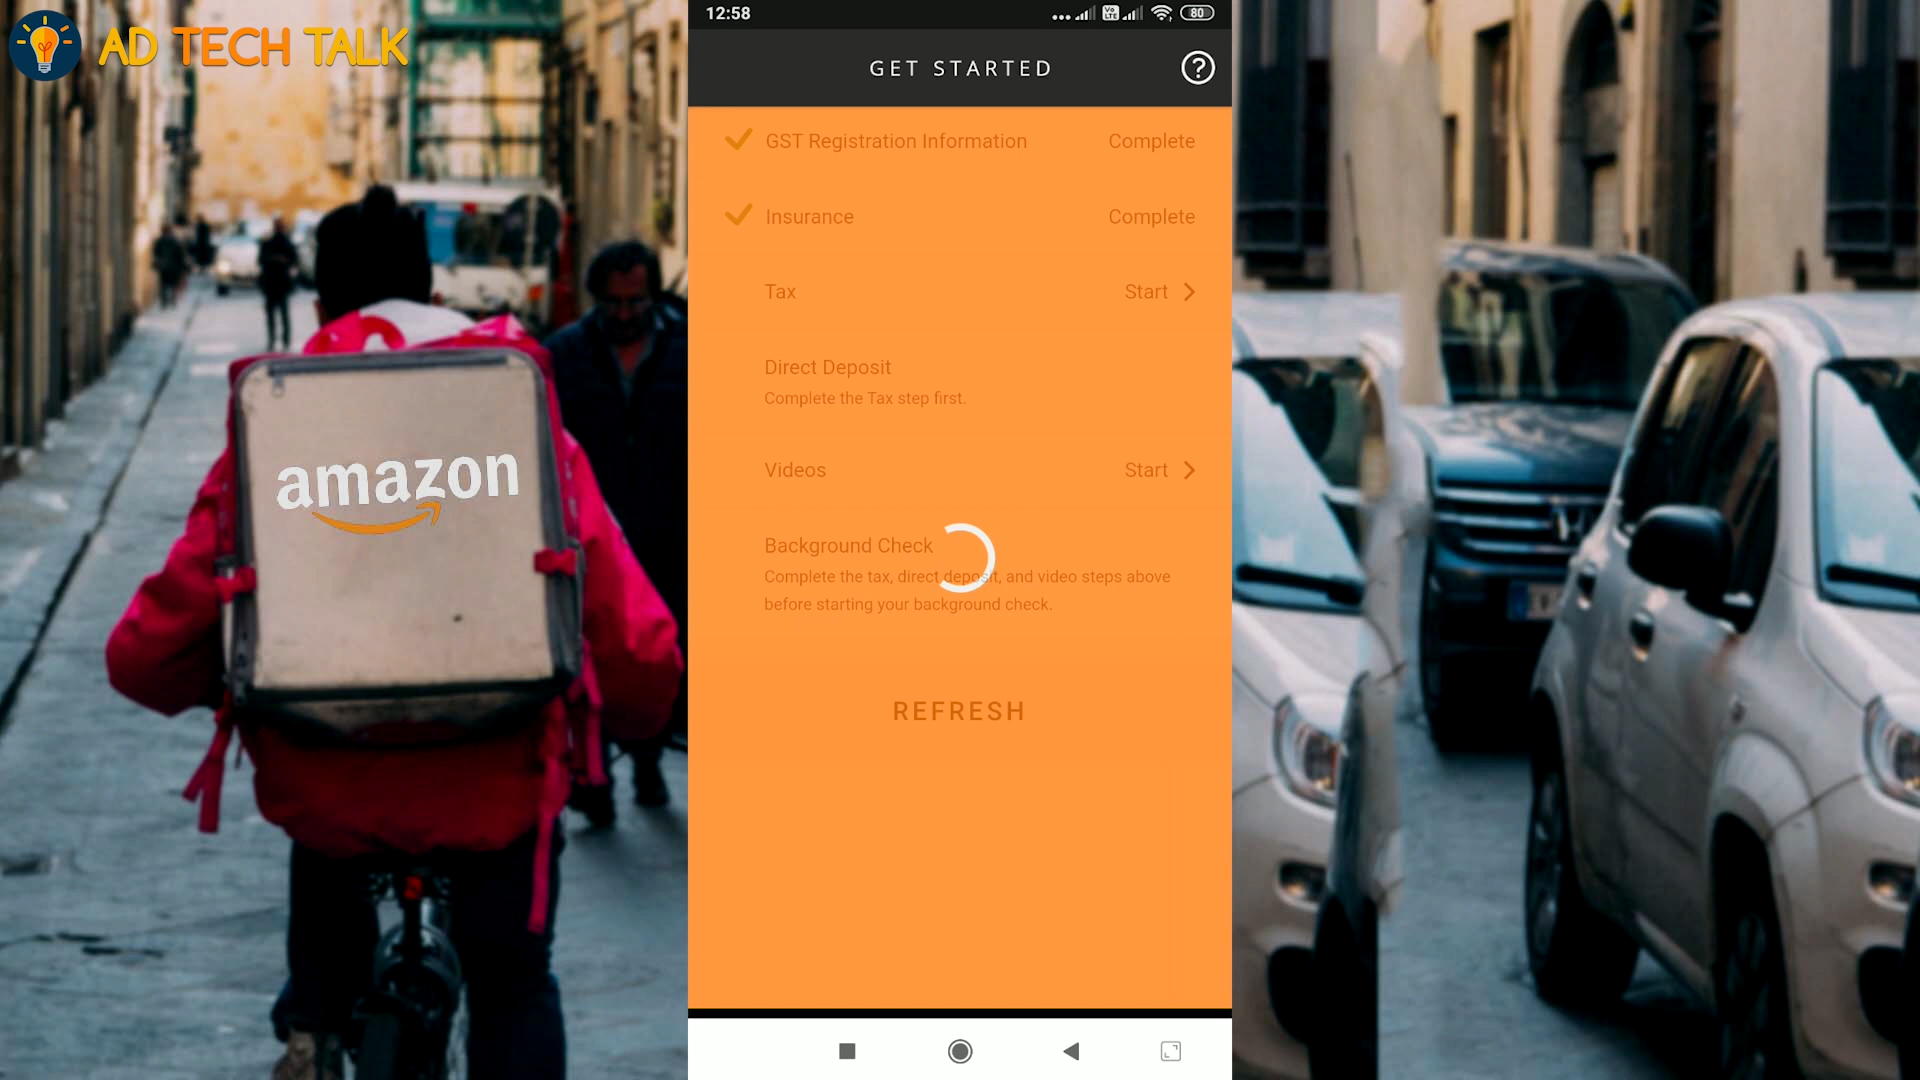 AD TECH TALK
12:58
Vo
LTE
80
GET STARTED
?
GST Registration Information Complete
Insurance Complete
Tax Start
Direct Deposit
Complete the Tax step first.
Videos Start
Background Check
Complete the tax, direct deposit, and video steps above
before starting your background check.
REFRESH
amazon